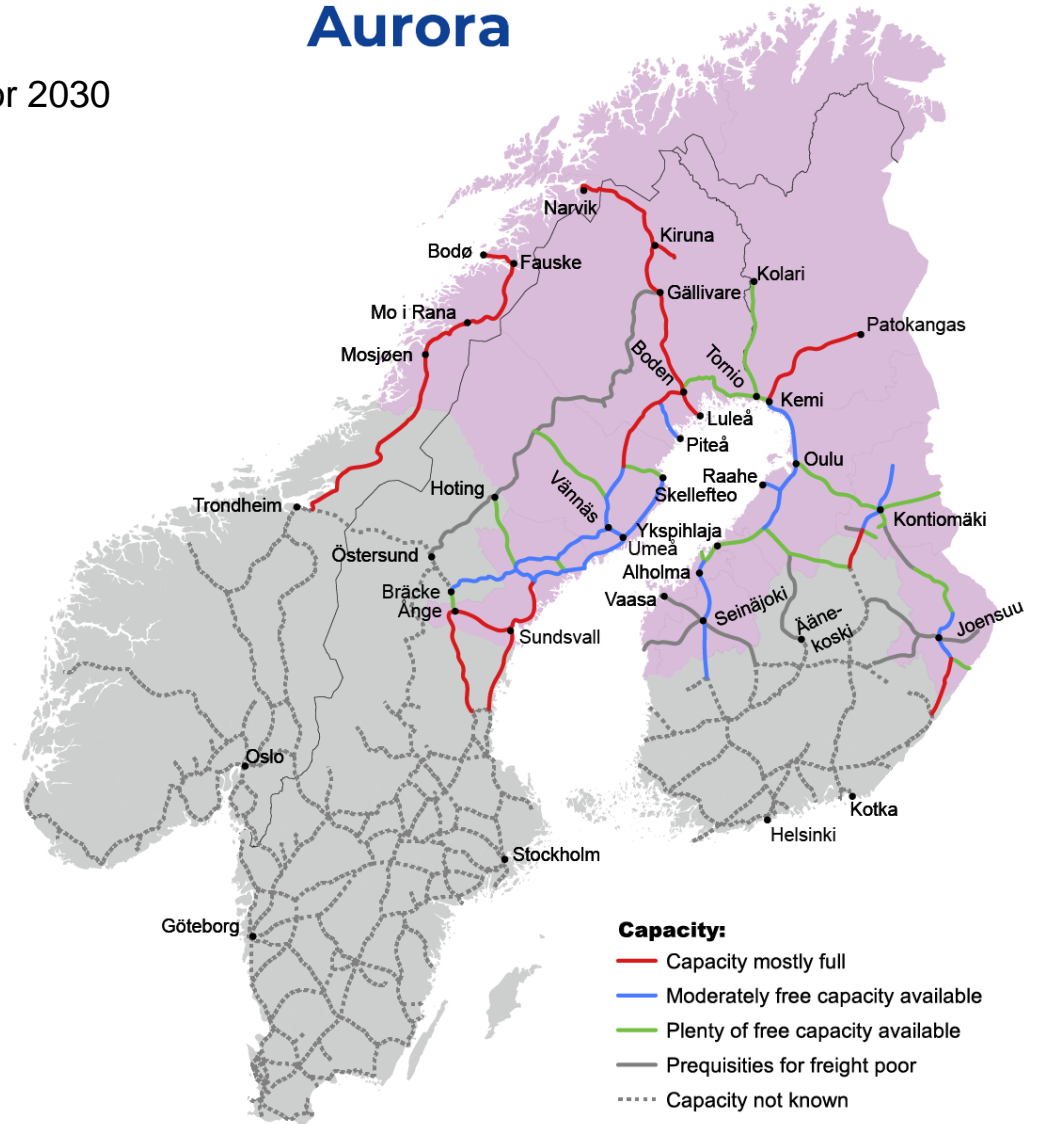 Aurora
or 2030
Narvik
Kiruna
Bodø
Fauske
Kolari
Gällivare
Mo i Rana
Patokangas
Mosjøen
Boden
Tornio
Kemi
Luleå
Piteå
Oulu
Raahe
Hoting
Vännäs
Skellefteo
Trondheim
Kontiomäki
Ykspihlaja
Umeå
Östersund
Alholma
Bräcke
Vaasa
Ånge
Seinäjoki
Ääne-
koski
Joensuu
Sundsvall
Oslo
Kotka
Helsinki
Stockholm
Göteborg
Capacity:
Capacity mostly full
Moderately free capacity available
Plenty of free capacity available
Prequisities for freight poor
Capacity not known